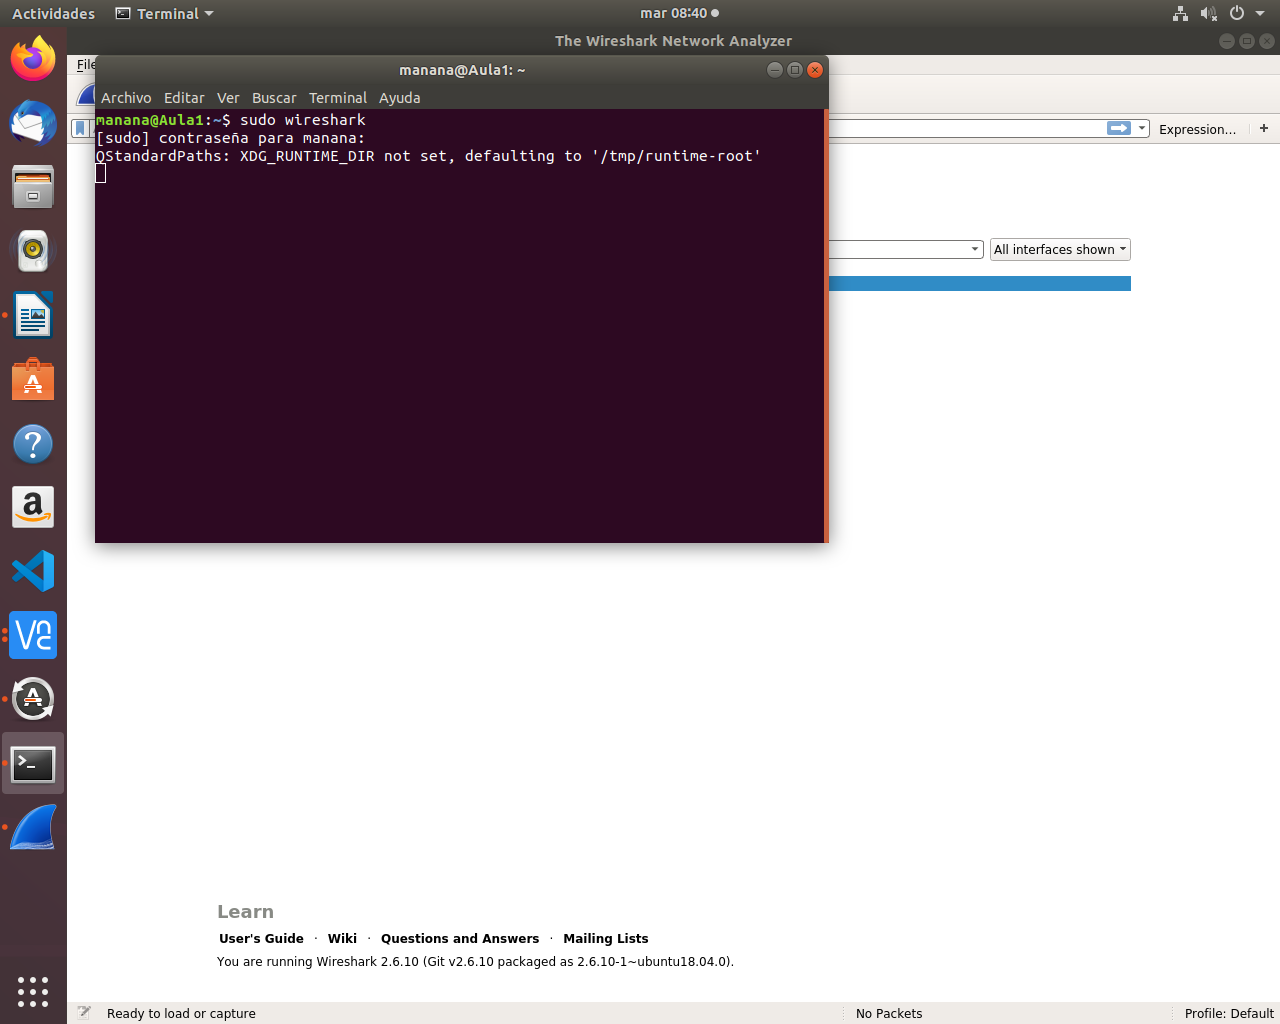 Actividades
Terminal
mar 08:40
The Wireshark Network Analyzer
File
manana@Aula1: ~
Archivo Editar Ver Buscar Terminal Ayuda
manana@Aula1:~$ sudo wireshark
[sudo] contraseña para manana:
QStandardPaths: XDG_RUNTIME_DIR not set, defaulting to '/tmp/runtime-root'
Expression…
All interfaces shown
Learn
User's Guide · Wiki · Questions and Answers · Mailing Lists
You are running Wireshark 2.6.10 (Git v2.6.10 packaged as 2.6.10-1~ubuntu18.04.0).
Ready to load or capture
No Packets
Profile: Default